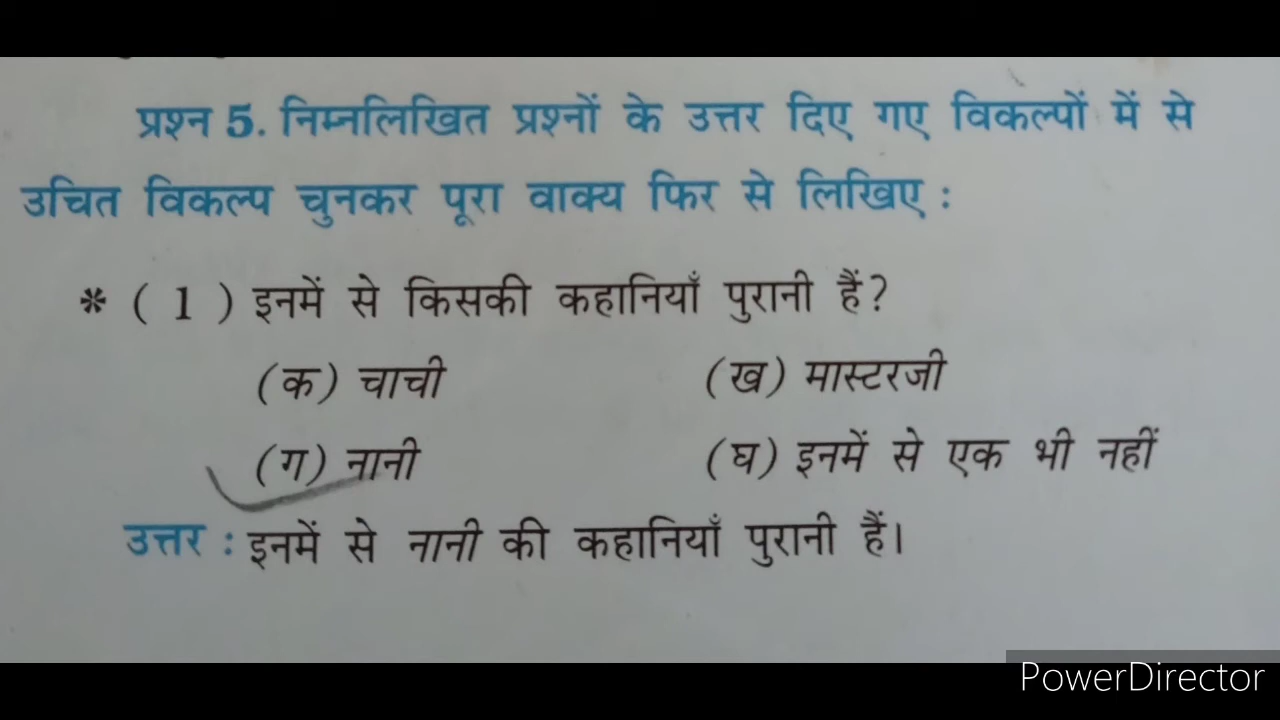 प्रश्न 5. निम्नलिखित प्रश्नों के उत्तर दिए गए विकल्पों में से
उचित विकल्प चुनकर पूरा वाक्य फिर से लिखिए :
* ( 1 ) इनमें से किसकी कहानियाँ पुरानी हैं?
(क) चाची (ख) मास्टरजी
(ग) नानी (घ) इनमें से एक भी नहीं
उत्तर : इनमें से नानी की कहानियाँ पुरानी हैं।
PowerDirector